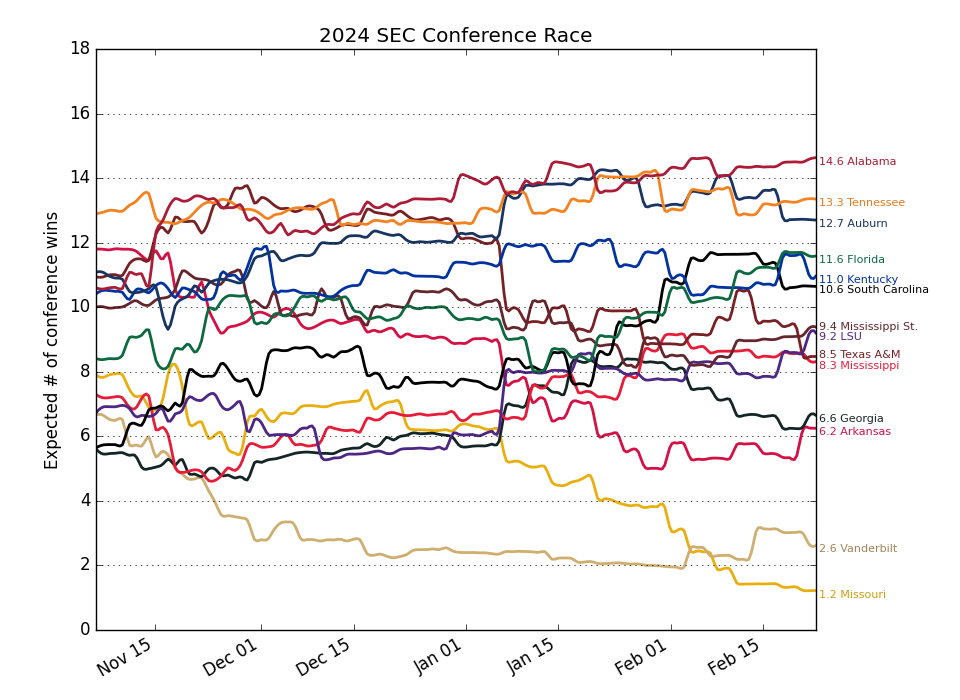 2024 SEC Conference Race
Expected # of conference wins
18
16
14
12
10
8
6
4
2
0
Nov 15
Dec 01
Dec 15
Jan 01
Jan 15
Feb 01
Feb 15
14.6 Alabama
13.3 Tennessee
12.7 Auburn
11.6 Florida
11.0 Kentucky
10.6 South Carolina
9.4 Mississippi St.
9.2 LSU
8.5 Texas A&M
8.3 Mississippi
6.6 Georgia
6.2 Arkansas
2.6 Vanderbilt
1.2 Missouri